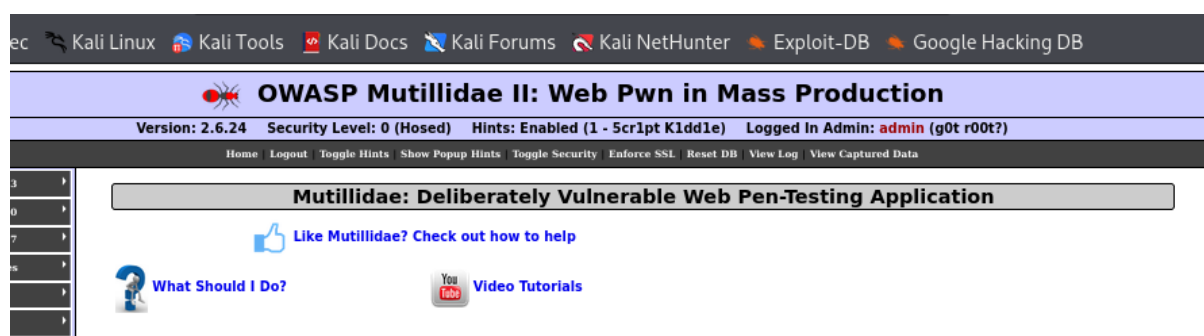 ec Kali Linux Kali Tools Kali Docs Kali Forums Kali NetHunter Exploit-DB Google Hacking DB
OWASP Mutillidae II: Web Pwn in Mass Production
Version: 2.6.24 Security Level: 0 (Hosed) Hints: Enabled (1 - 5cr1pt K1dd1e) Logged In Admin: admin (g0t r00t?)
Home | Logout | Toggle Hints | Show Popup Hints | Toggle Security | Enforce SSL | Reset DB | View Log | View Captured Data
3
Mutillidae: Deliberately Vulnerable Web Pen-Testing Application
0
7
Like Mutillidae? Check out how to help
es
What Should I Do?
You Tube Video Tutorials